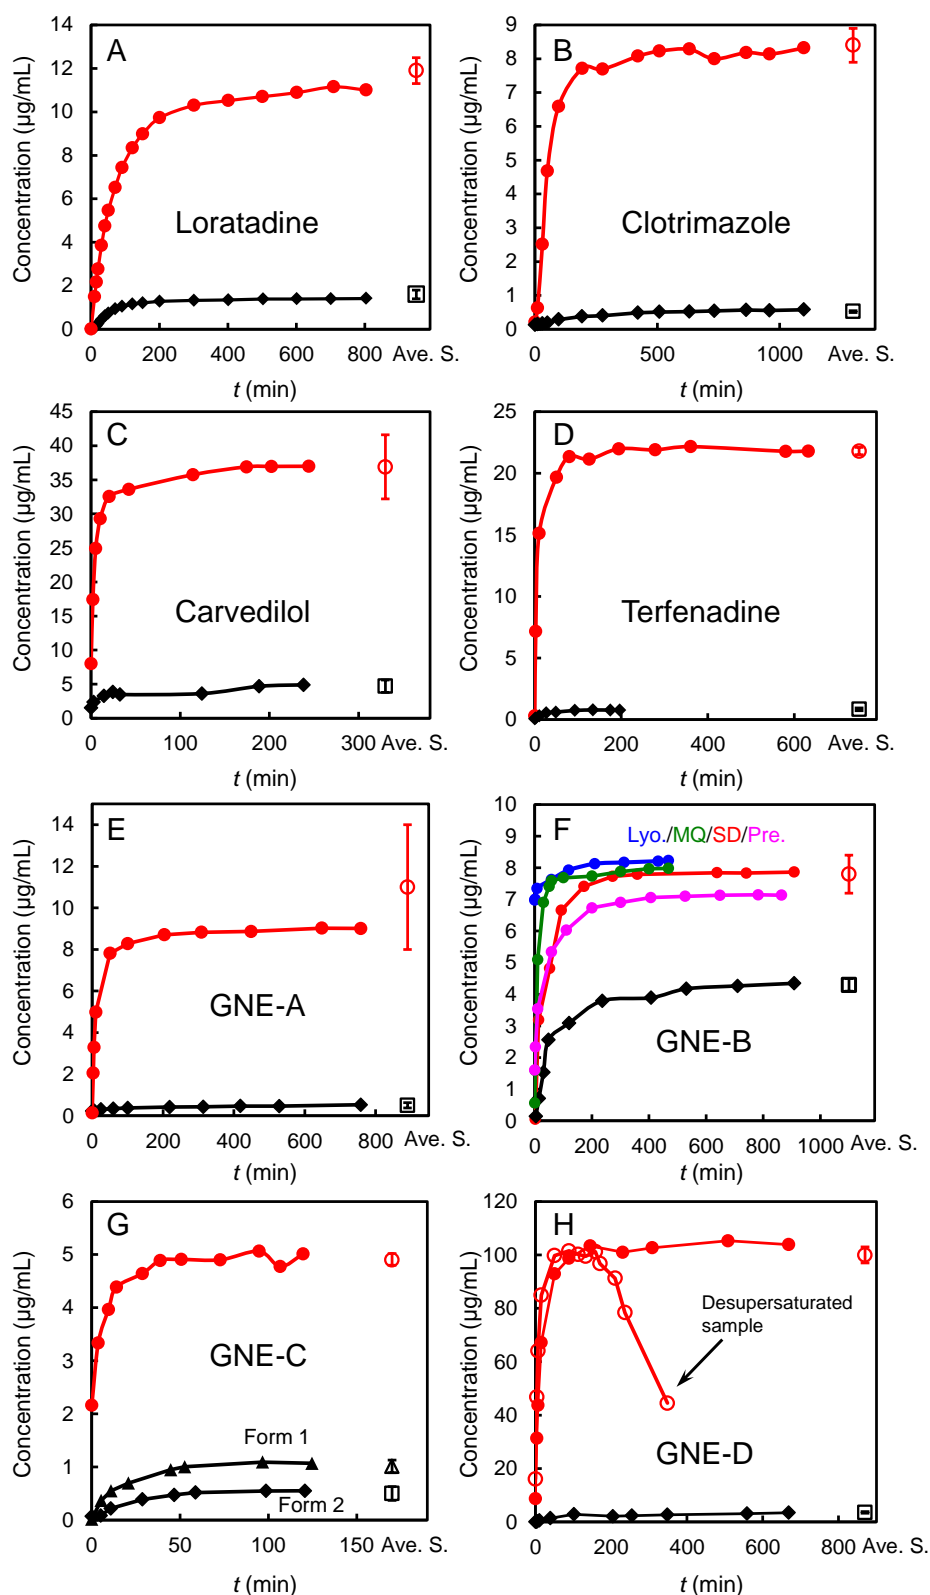 A
Concentration (μg/mL)
14
12
10
8
6
4
2
0
Loratadine
0 200 400 600 800 Ave. S.
t (min)
B
Concentration (μg/mL)
9
8
7
6
5
4
3
2
1
0
Clotrimazole
0 500 1000 Ave. S.
t (min)
C
Concentration (μg/mL)
45
40
35
30
25
20
15
10
5
0
Carvedilol
0 100 200 300 Ave. S.
t (min)
D
Concentration (μg/mL)
25
20
15
10
5
0
Terfenadine
0 200 400 600 Ave. S.
t (min)
E
Concentration (μg/mL)
14
12
10
8
6
4
2
0
GNE-A
0 200 400 600 800 Ave. S.
t (min)
F
Concentration (μg/mL)
10
9
8
7
6
5
4
3
2
1
0
Lyo./MQ/SD/Pre.
GNE-B
0 200 400 600 800 1000 Ave. S.
t (min)
G
Concentration (μg/mL)
6
5
4
3
2
1
0
GNE-C
Form 1
Form 2
0 50 100 150 Ave. S.
t (min)
H
Concentration (μg/mL)
120
100
80
60
40
20
0
Desupersaturated
sample
GNE-D
0 200 400 600 800 Ave. S.
t (min)